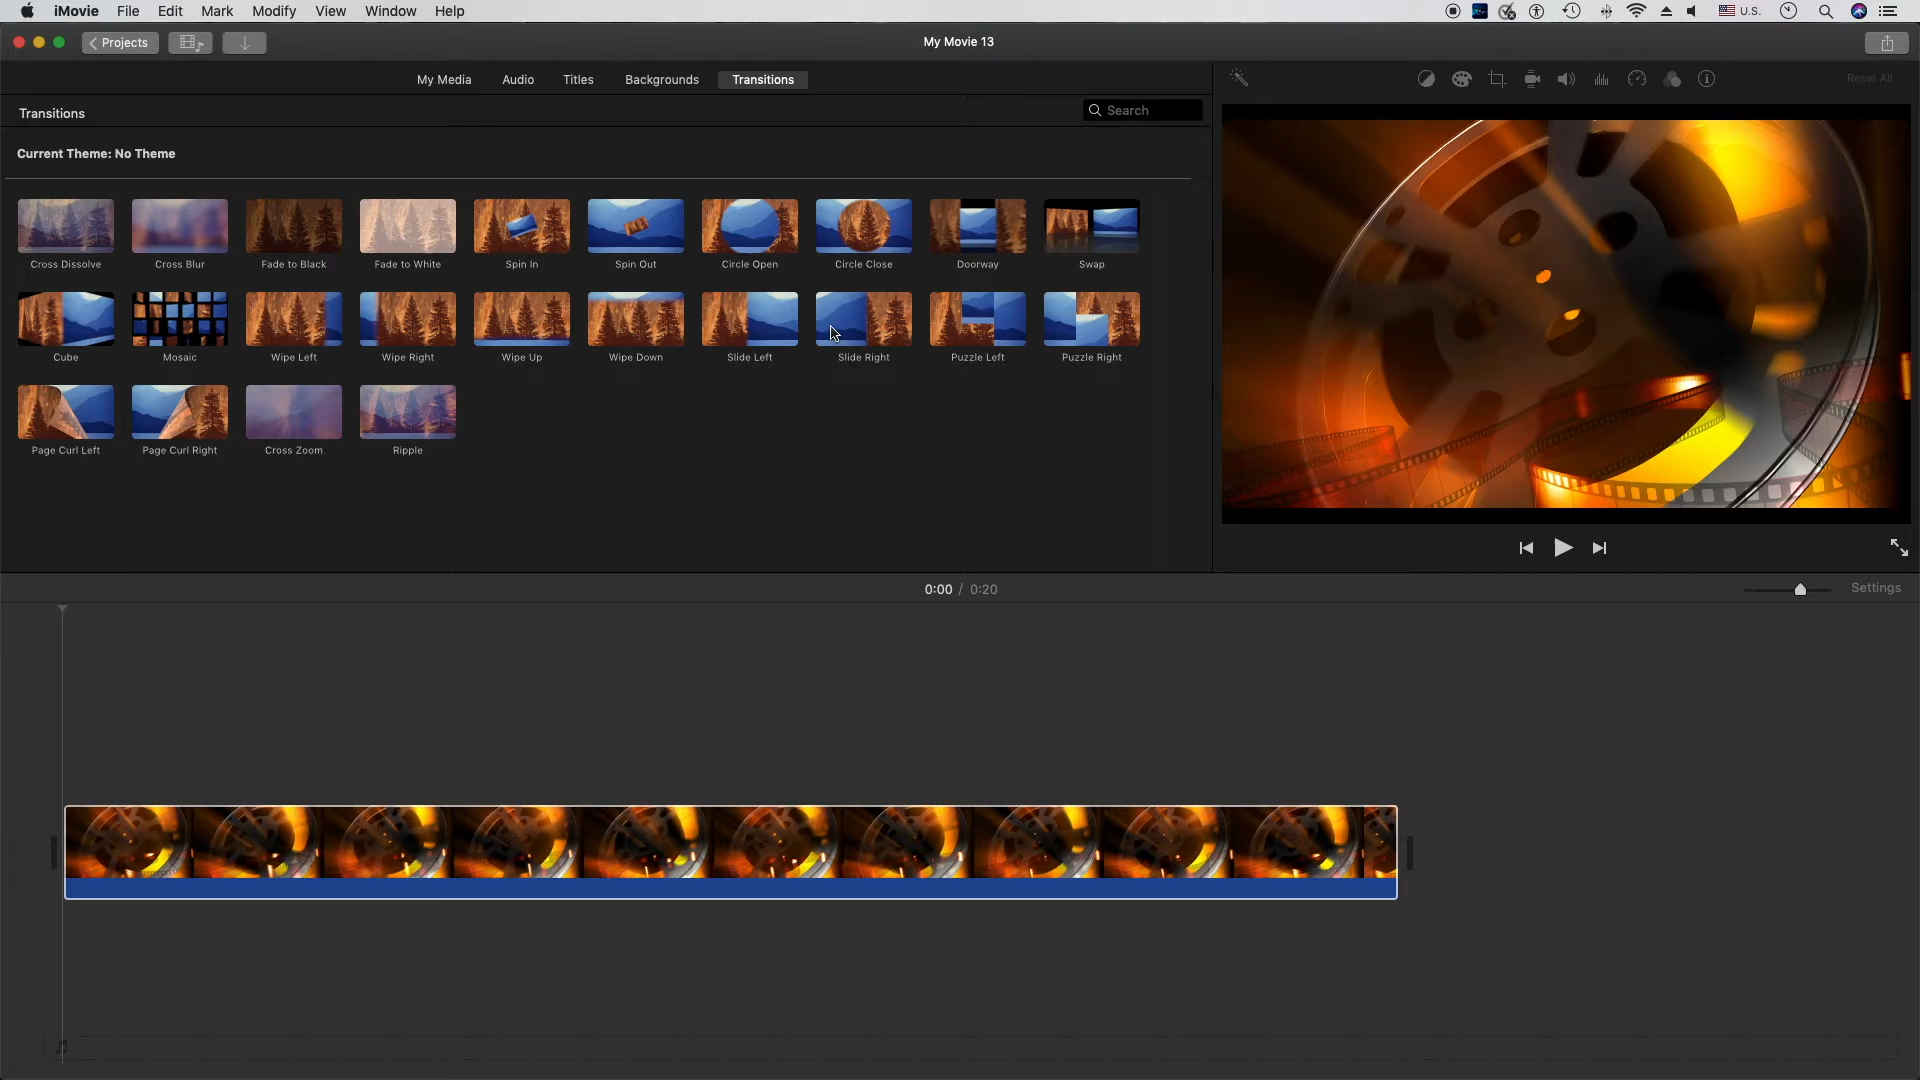 iMovie File Edit Mark Modify View Window Help U.S.
Projects My Movie 13
My Media Audio Titles Backgrounds Transitions Reset All
Transitions Search
Current Theme: No Theme
Cross Dissolve Cross Blur Fade to Black Fade to White Spin In Spin Out Circle Open Circle Close Doorway Swap
Cube Mosaic Wipe Left Wipe Right Wipe Up Wipe Down Slide Left Slide Right Puzzle Left Puzzle Right
Page Curl Left Page Curl Right Cross Zoom Ripple
0:00 / 0:20 Settings